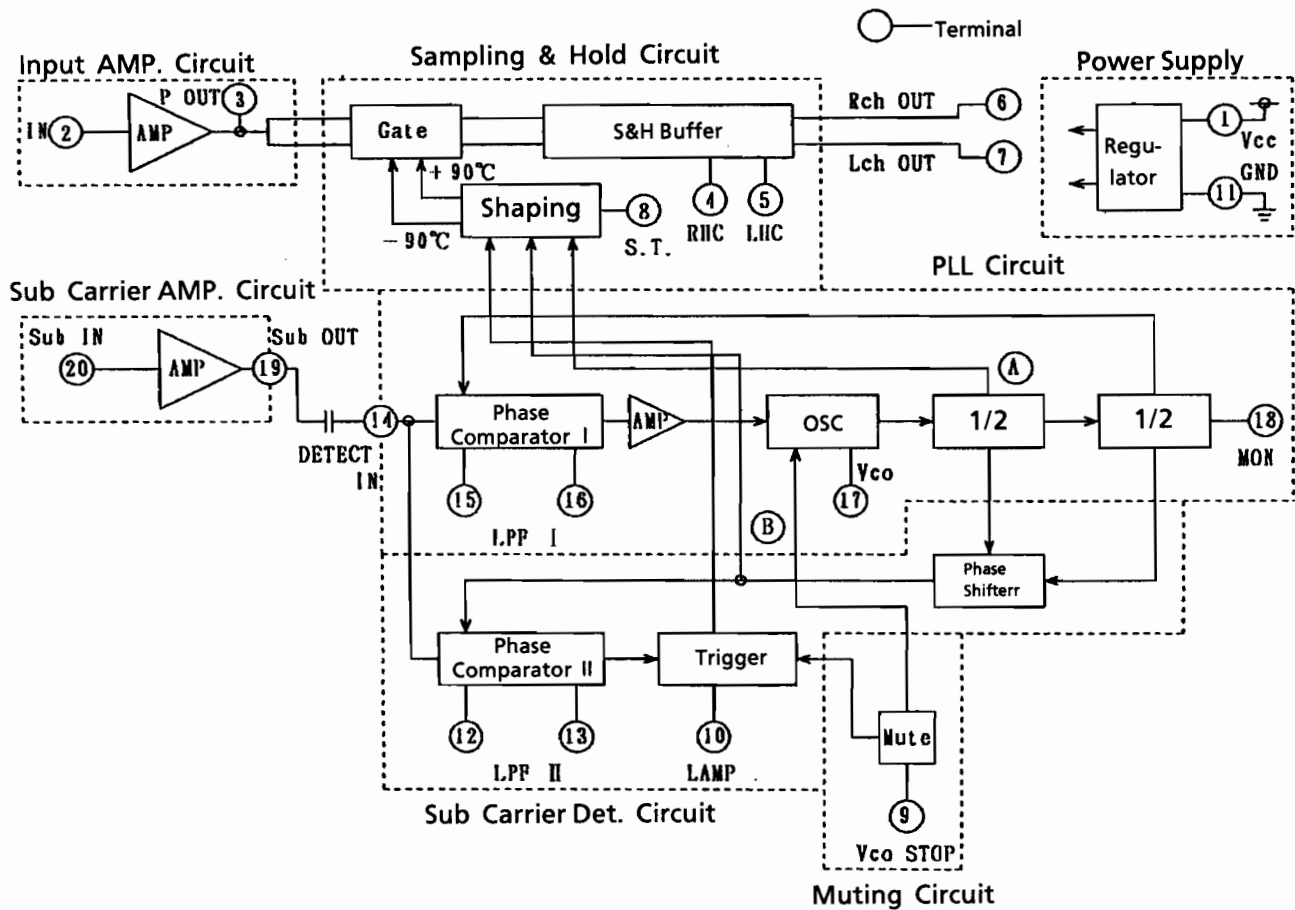 Terminal
Input AMP. Circuit
Sampling & Hold Circuit
Power Supply
P OUT
3
IN
2
AMP
Gate
S&H Buffer
Rch OUT
6
Lch OUT
7
Regu-
lator
1
Vcc
GND
11
+ 90℃
- 90℃
Shaping
8
S.T.
4
RHC
5
LHC
PLL Circuit
Sub Carrier AMP. Circuit
Sub IN
20
AMP
19
Sub OUT
14
DETECT
IN
Phase
Comparator I
AMP
OSC
A
1/2
1/2
18
MON
15
16
LPF I
Vco
17
B
Phase
Shifterr
Phase
Comparator II
Trigger
12
13
LPF II
10
LAMP
Mute
9
Vco STOP
Sub Carrier Det. Circuit
Muting Circuit